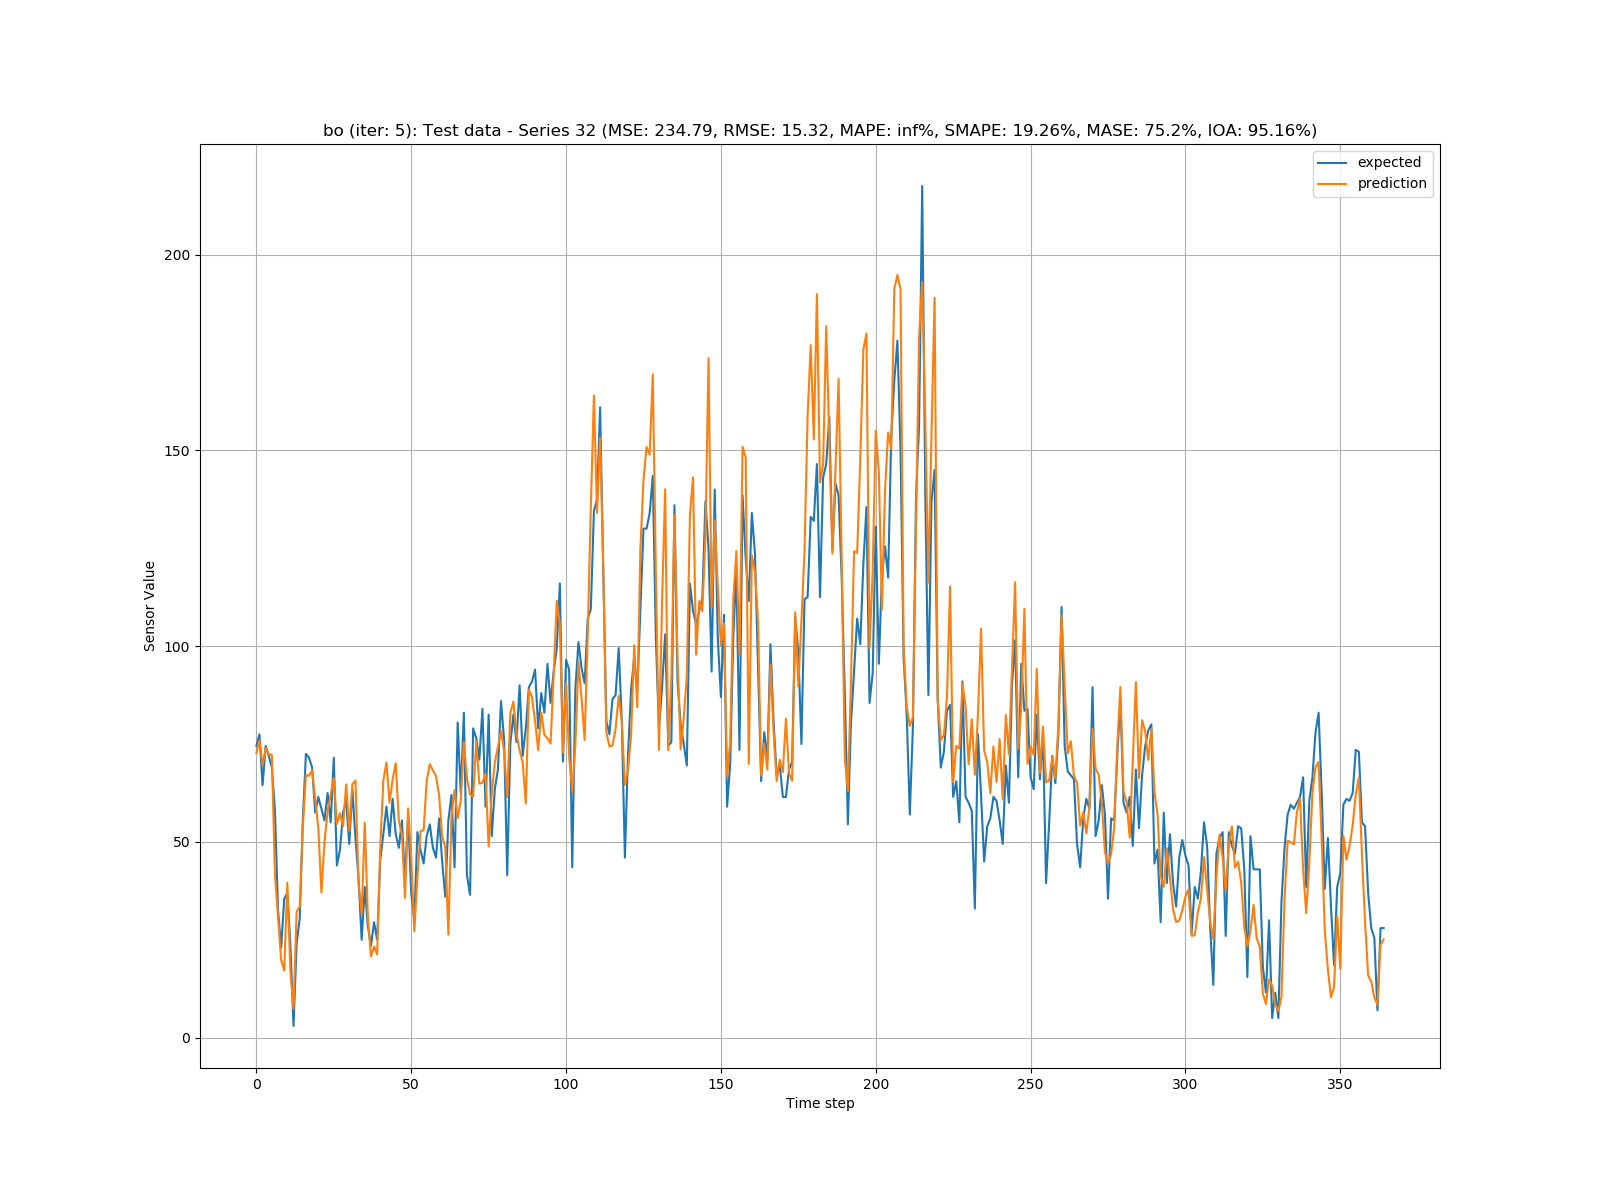 bo (iter: 5): Test data - Series 32 (MSE: 234.79, RMSE: 15.32, MAPE: inf%, SMAPE: 19.26%, MASE: 75.2%, IOA: 95.16%)
expected
prediction
200
150
100
50
0
Sensor Value
0 50 100 150 200 250 300 350
Time step